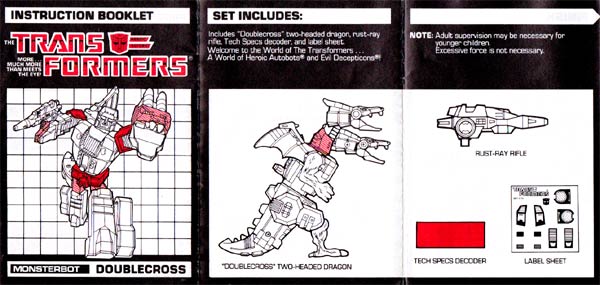 INSTRUCTION BOOKLET
THE TRANSFORMERS
MORE...
MUCH MORE
THAN MEETS
THE EYE!
MONSTERBOT DOUBLECROSS
SET INCLUDES:
Includes "Doublecross" two-headed dragon, rust-ray
rifle, Tech Specs decoder, and label sheet.
Welcome to the World of The Transformers . . .
A World of Heroic Autobots® and Evil Decepticons®!
"DOUBLECROSS" TWO-HEADED DRAGON
NOTE: Adult supervision may be necessary for
younger children.
Excessive force is not necessary.
RUST-RAY RIFLE
TECH SPECS DECODER
LABEL SHEET